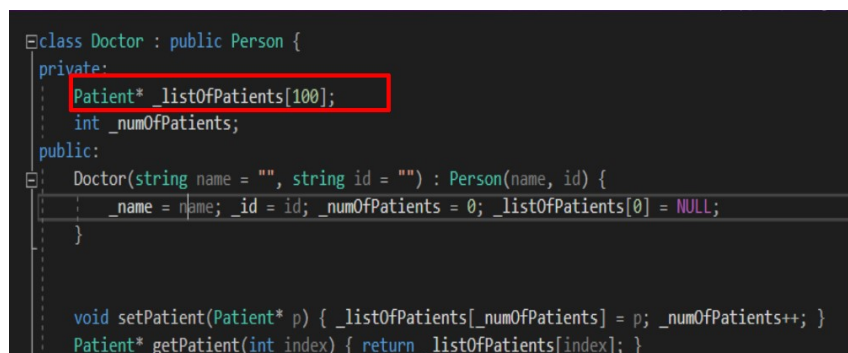 class Doctor : public Person {
private:
Patient* _listOfPatients[100];
int _numOfPatients;
public:
Doctor(string name = "", string id = "") : Person(name, id) {
_name = name; _id = id; _numOfPatients = 0; _listOfPatients[0] = NULL;
}
void setPatient(Patient* p) { _listOfPatients[_numOfPatients] = p; _numOfPatients++; }
Patient* getPatient(int index) { return _listOfPatients[index]; }